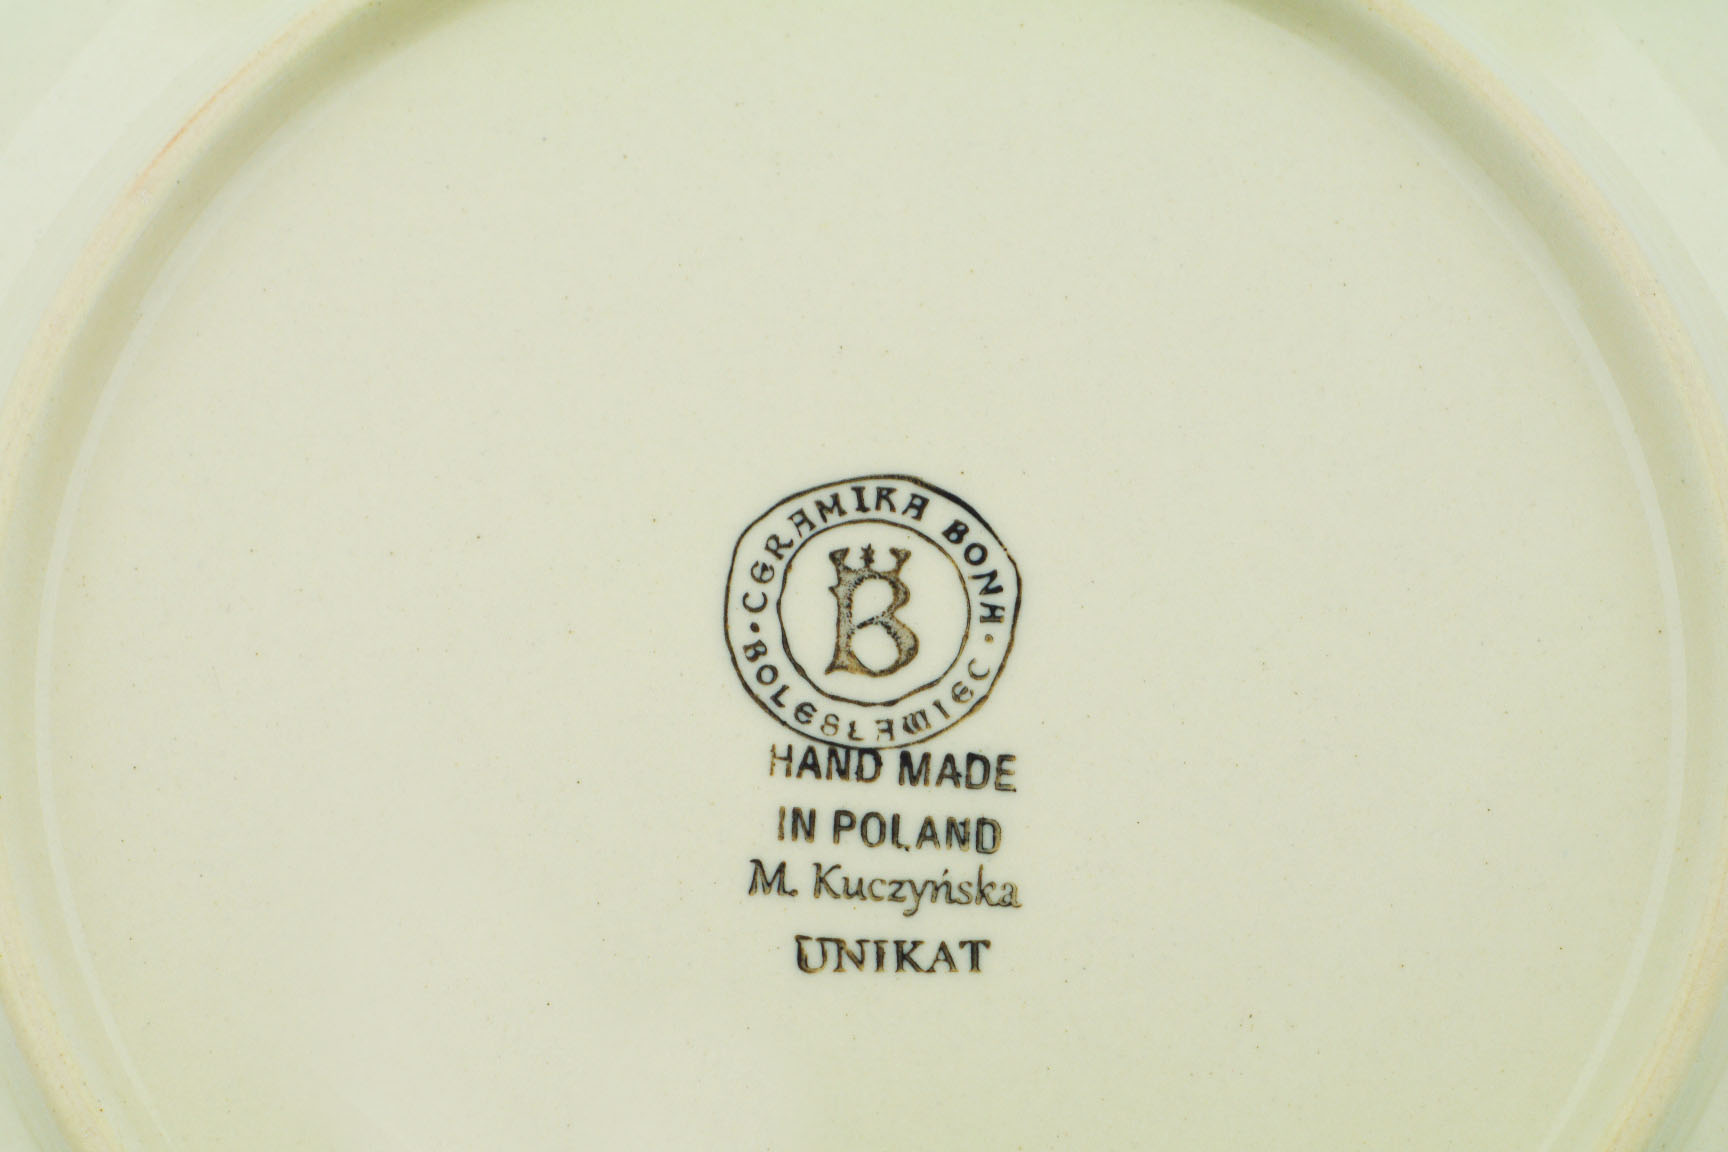 CERAMIKA BONA
B
• BOLESŁAWIEC •
HAND MADE
IN POLAND
M. Kuczyńska
UNIKAT